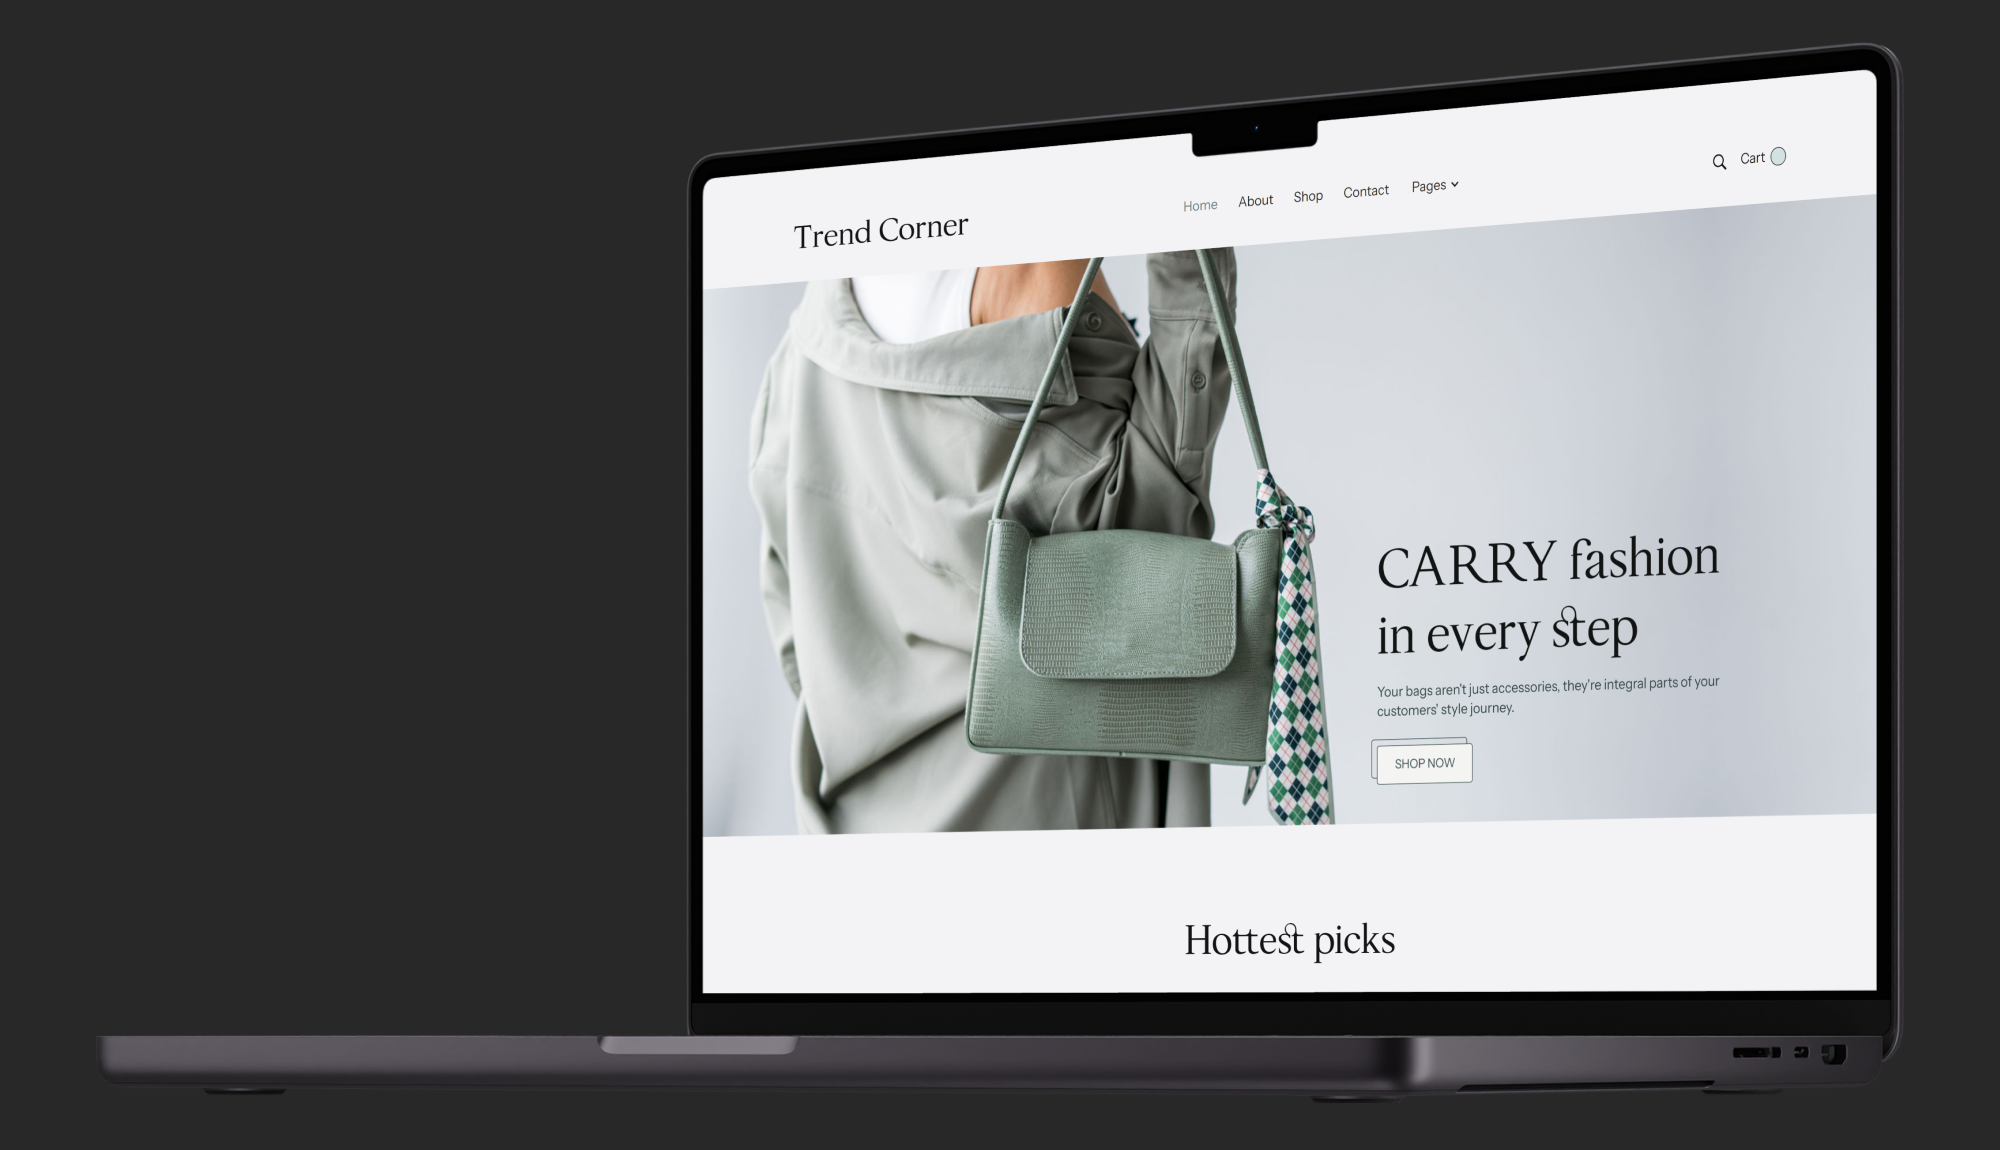 Trend Corner
Home About Shop Contact Pages
Cart
CARRY fashion
in every step
Your bags aren't just accessories, they're integral parts of your
customers' style journey.
SHOP NOW
Hottest picks